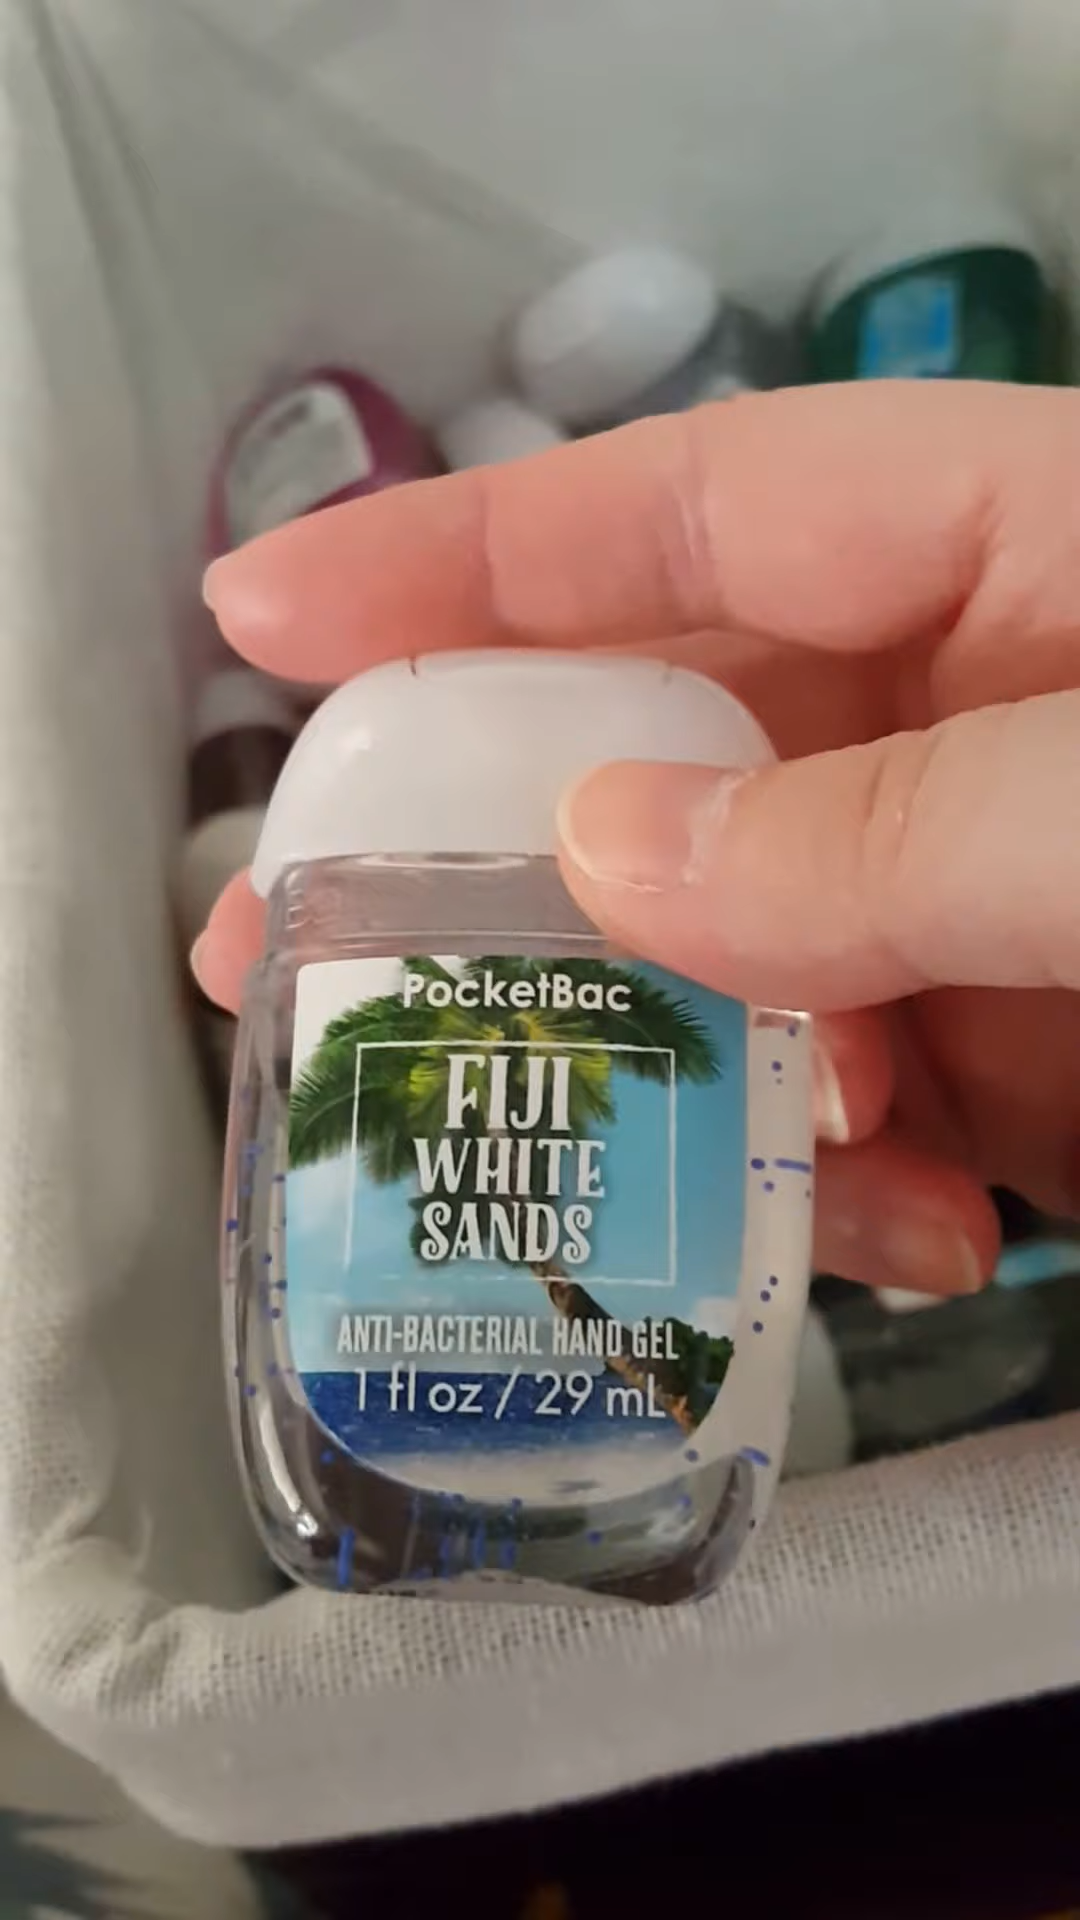 PocketBac
FIJI
WHITE
SANDS
ANTI-BACTERIAL HAND GEL
1 fl oz / 29 mL